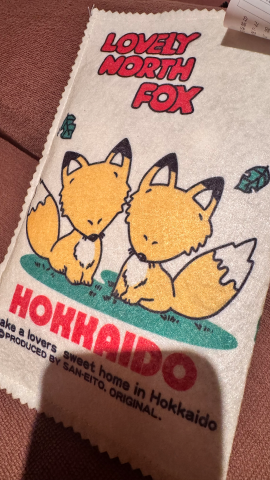 LOVELY
NORTH
FOX
HOKKAIDO
ake a lovers sweet home in Hokkaido
PRODUCED BY SAN-EITO. ORIGINAL.